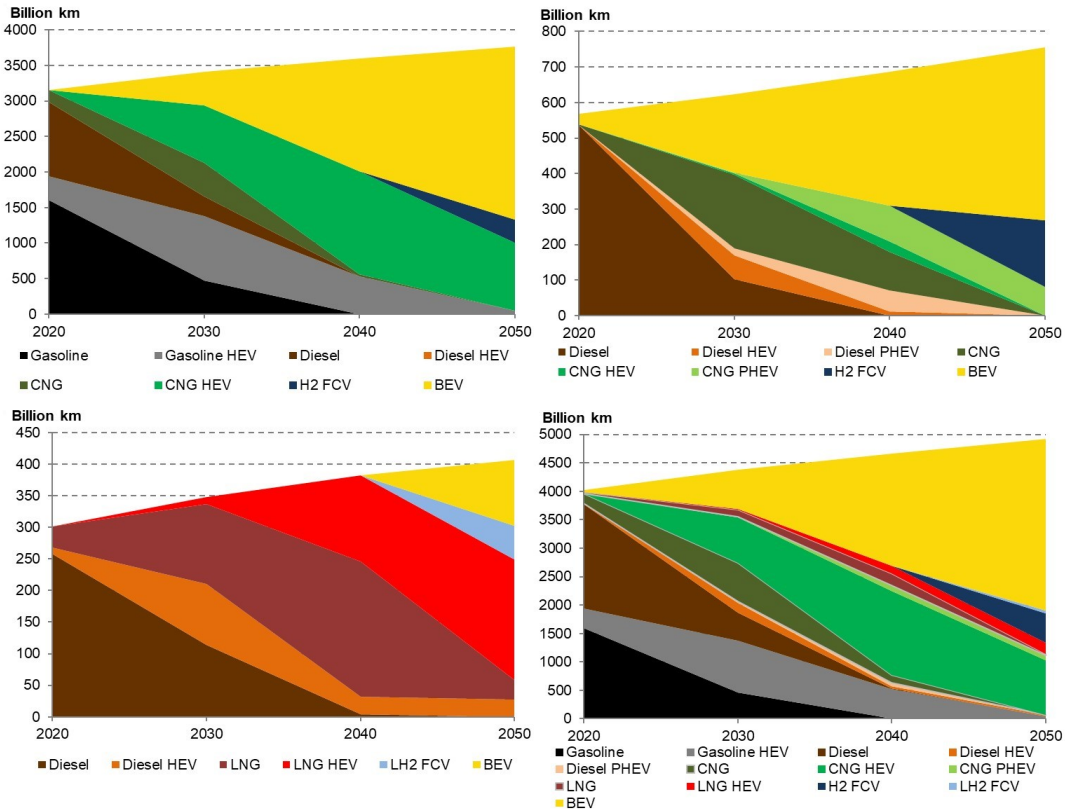 Billion km
4000
3500
3000
2500
2000
1500
1000
500
0
2020 2030 2040 2050
Gasoline Gasoline HEV Diesel Diesel HEV
CNG CNG HEV H2 FCV BEV
Billion km
800
700
600
500
400
300
200
100
0
2020 2030 2040 2050
Diesel Diesel HEV Diesel PHEV CNG
CNG HEV CNG PHEV H2 FCV BEV
Billion km
450
400
350
300
250
200
150
100
50
0
2020 2030 2040 2050
Diesel Diesel HEV LNG LNG HEV LH2 FCV BEV
Billion km
5000
4500
4000
3500
3000
2500
2000
1500
1000
500
0
2020 2030 2040 2050
Gasoline Gasoline HEV Diesel Diesel HEV
Diesel PHEV CNG CNG HEV CNG PHEV
LNG LNG HEV H2 FCV LH2 FCV
BEV